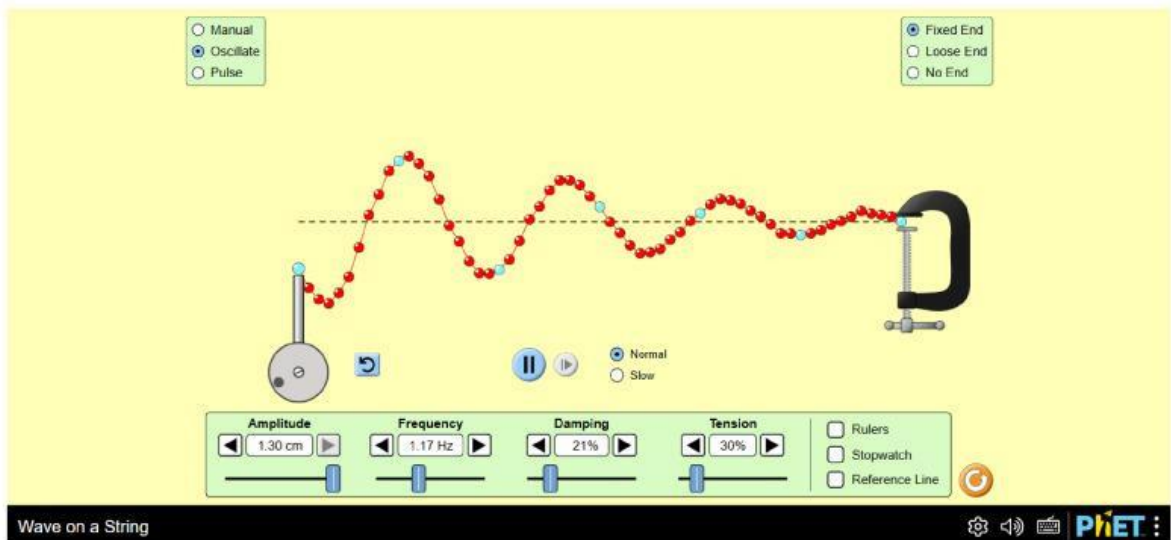 Manual
Oscillate
Pulse
Fixed End
Loose End
No End
Normal
Slow
Amplitude
1.30 cm
Frequency
1.17 Hz
Damping
21%
Tension
30%
Rulers
Stopwatch
Reference Line
Wave on a String
PhET